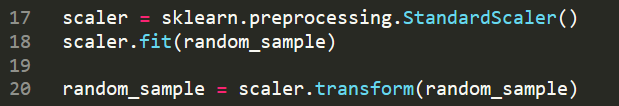 17 scaler = sklearn.preprocessing.StandardScaler()
18 scaler.fit(random_sample)
19
20 random_sample = scaler.transform(random_sample)